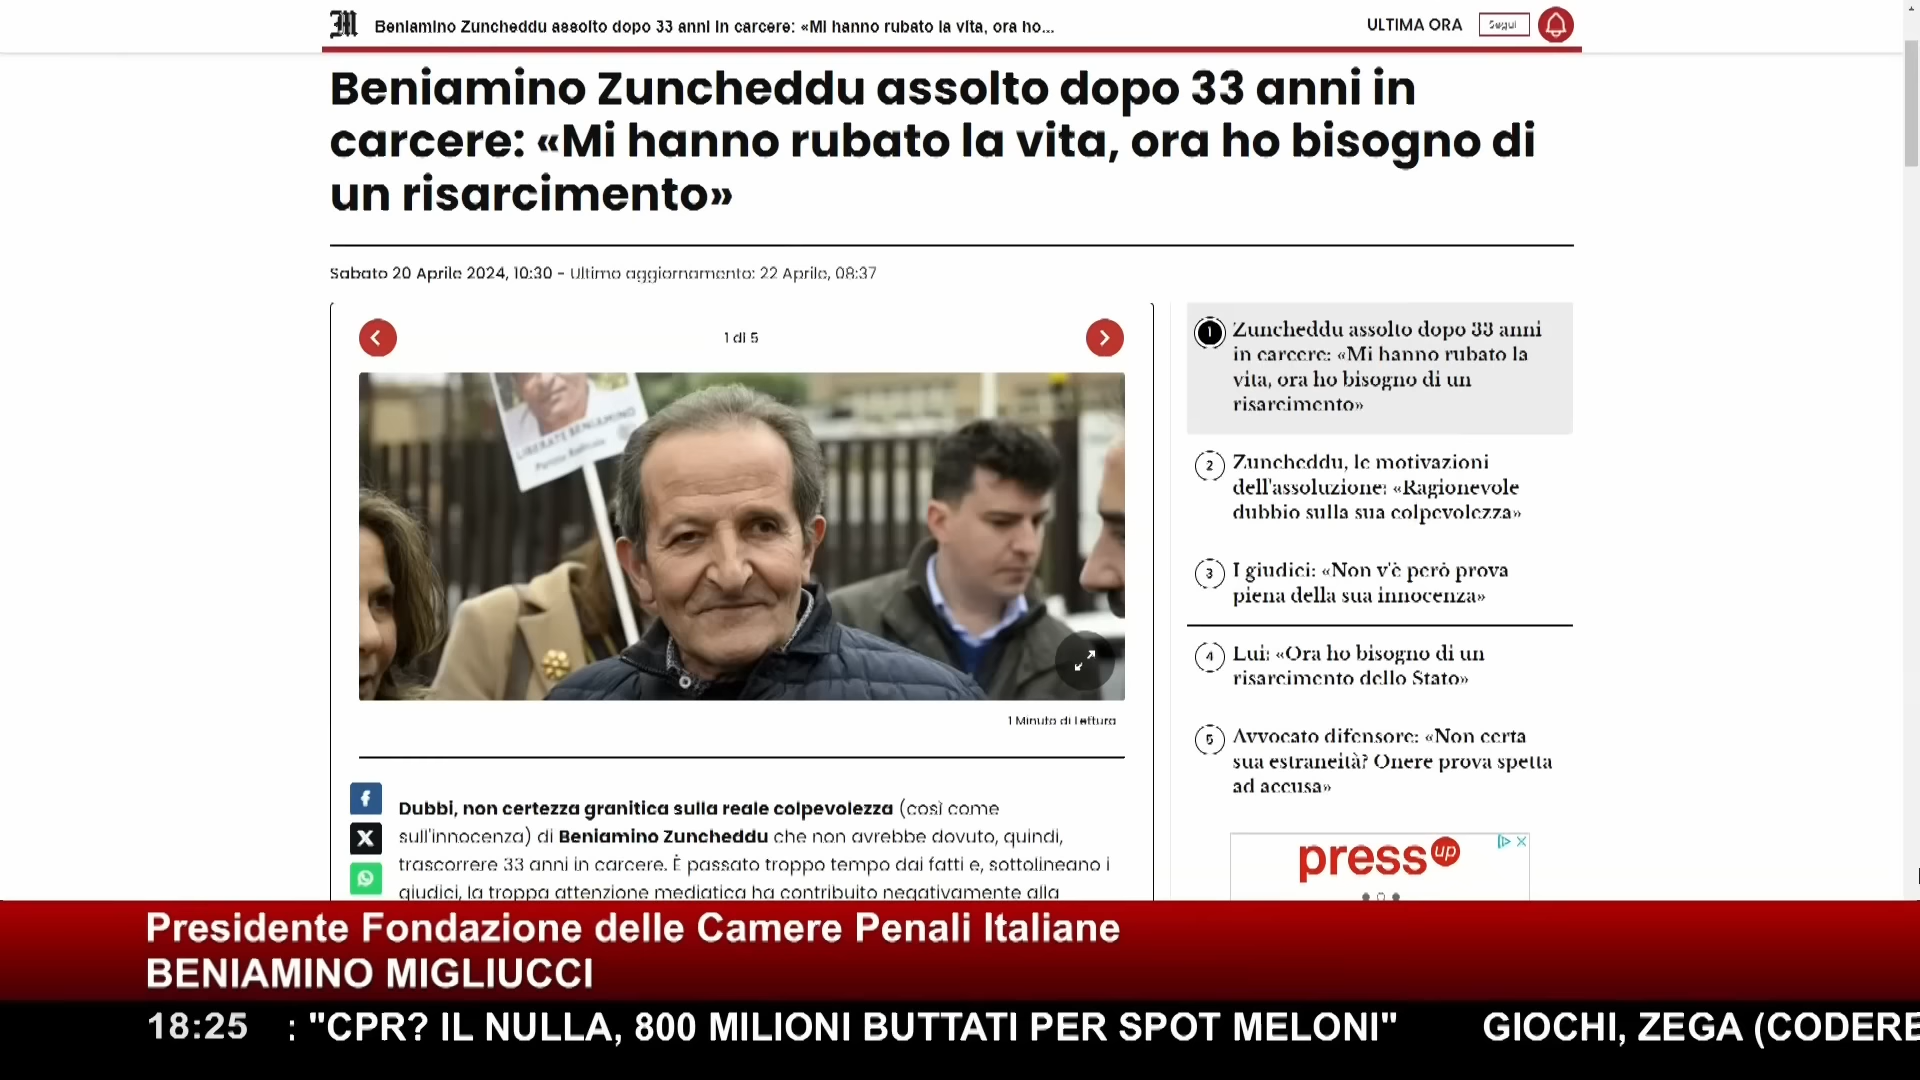 Beniamino Zuncheddu assolto dopo 33 anni in carcere: «Mi hanno rubato la vita, ora ho...
ULTIMA ORA
Segui
Beniamino Zuncheddu assolto dopo 33 anni in
carcere: «Mi hanno rubato la vita, ora ho bisogno di
un risarcimento»
Sabato 20 Aprile 2024, 10:30 - Ultimo aggiornamento: 22 Aprile, 08:37
1 di 5
LIBERATE BENIAMINO
1 Minuto di Lettura
Dubbi, non certezza granitica sulla reale colpevolezza (così come
sull'innocenza) di Beniamino Zuncheddu che non avrebbe dovuto, quindi,
trascorrere 33 anni in carcere. È passato troppo tempo dai fatti e, sottolineano i
giudici, la troppa attenzione mediatica ha contribuito negativamente alla
1 Zuncheddu assolto dopo 33 anni
in carcere: «Mi hanno rubato la
vita, ora ho bisogno di un
risarcimento»
2 Zuncheddu, le motivazioni
dell'assoluzione: «Ragionevole
dubbio sulla sua colpevolezza»
3 I giudici: «Non v'è però prova
piena della sua innocenza»
4 Lui: «Ora ho bisogno di un
risarcimento dello Stato»
5 Avvocato difensore: «Non certa
sua estraneità? Onere prova spetta
ad accusa»
press up
Presidente Fondazione delle Camere Penali Italiane
BENIAMINO MIGLIUCCI
18:25 : "CPR? IL NULLA, 800 MILIONI BUTTATI PER SPOT MELONI" GIOCHI, ZEGA (CODERE